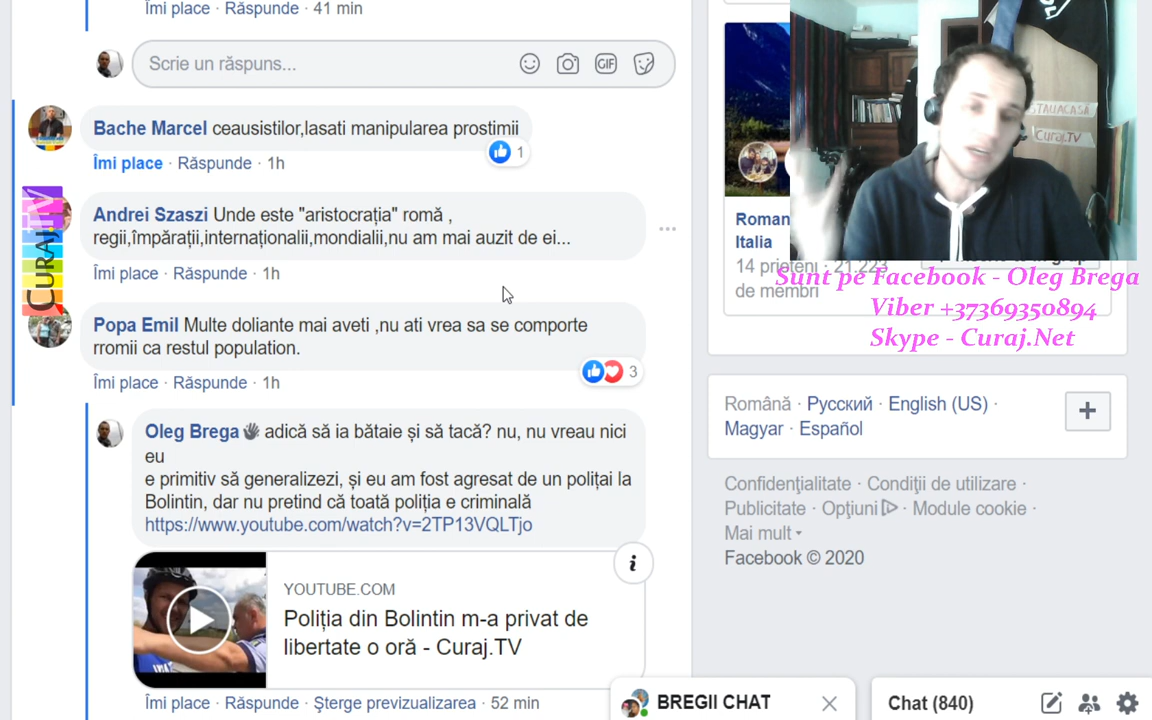 Îmi place · Răspunde · 41 min
Scrie un răspuns...
GIF
Bache Marcel ceausistilor,lasati manipularea prostimii
1
Îmi place · Răspunde · 1h
Andrei Szaszi Unde este "aristocrația" romă ,
regii,împărații,internaționalii,mondialii,nu am mai auzit de ei...
Îmi place · Răspunde · 1h
CURAJ.TV
Popa Emil Multe doliante mai aveti ,nu ati vrea sa se comporte
rromii ca restul population.
3
Îmi place · Răspunde · 1h
Oleg Brega adică să ia bătaie și să tacă? nu, nu vreau nici
eu
e primitiv să generalizezi, și eu am fost agresat de un polițai la
Bolintin, dar nu pretind că toată poliția e criminală
https://www.youtube.com/watch?v=2TP13VQLTjo
YOUTUBE.COM
Poliția din Bolintin m-a privat de
libertate o oră - Curaj.TV
Îmi place · Răspunde · Șterge previzualizarea · 52 min
STAUACASĂ
Curaj.TV
Roman
Italia
14 prieteni · 21.223
de membri
Sunt pe Facebook - Oleg Brega
Viber +37369350894
Skype - Curaj.Net
Română · Русский · English (US) ·
Magyar · Español
Confidențialitate · Condiții de utilizare ·
Publicitate · Opțiuni · Module cookie ·
Mai mult
Facebook © 2020
BREGII CHAT
Chat (840)